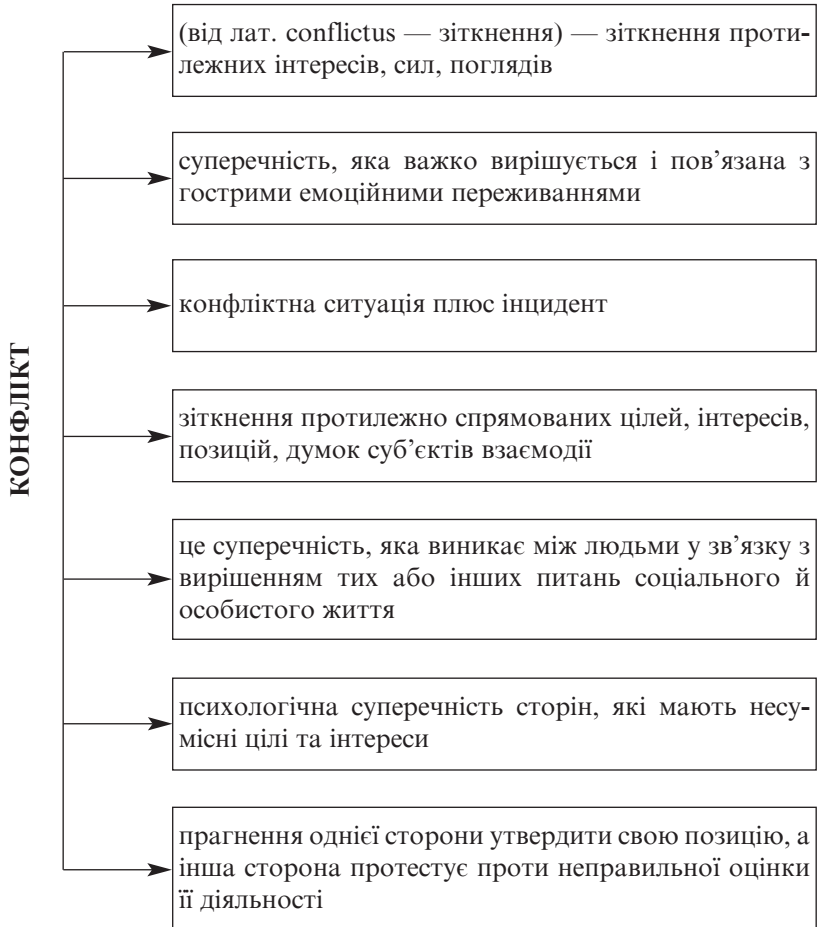 КОНФЛІКТ
(від лат. conflictus — зіткнення) — зіткнення проти-
лежних інтересів, сил, поглядів
суперечність, яка важко вирішується і пов’язана з
гострими емоційними переживаннями
конфліктна ситуація плюс інцидент
зіткнення протилежно спрямованих цілей, інтересів,
позицій, думок суб’єктів взаємодії
це суперечність, яка виникає між людьми у зв’язку з
вирішенням тих або інших питань соціального й
особистого життя
психологічна суперечність сторін, які мають несу-
місні цілі та інтереси
прагнення однієї сторони утвердити свою позицію, а
інша сторона протестує проти неправильної оцінки
її діяльності